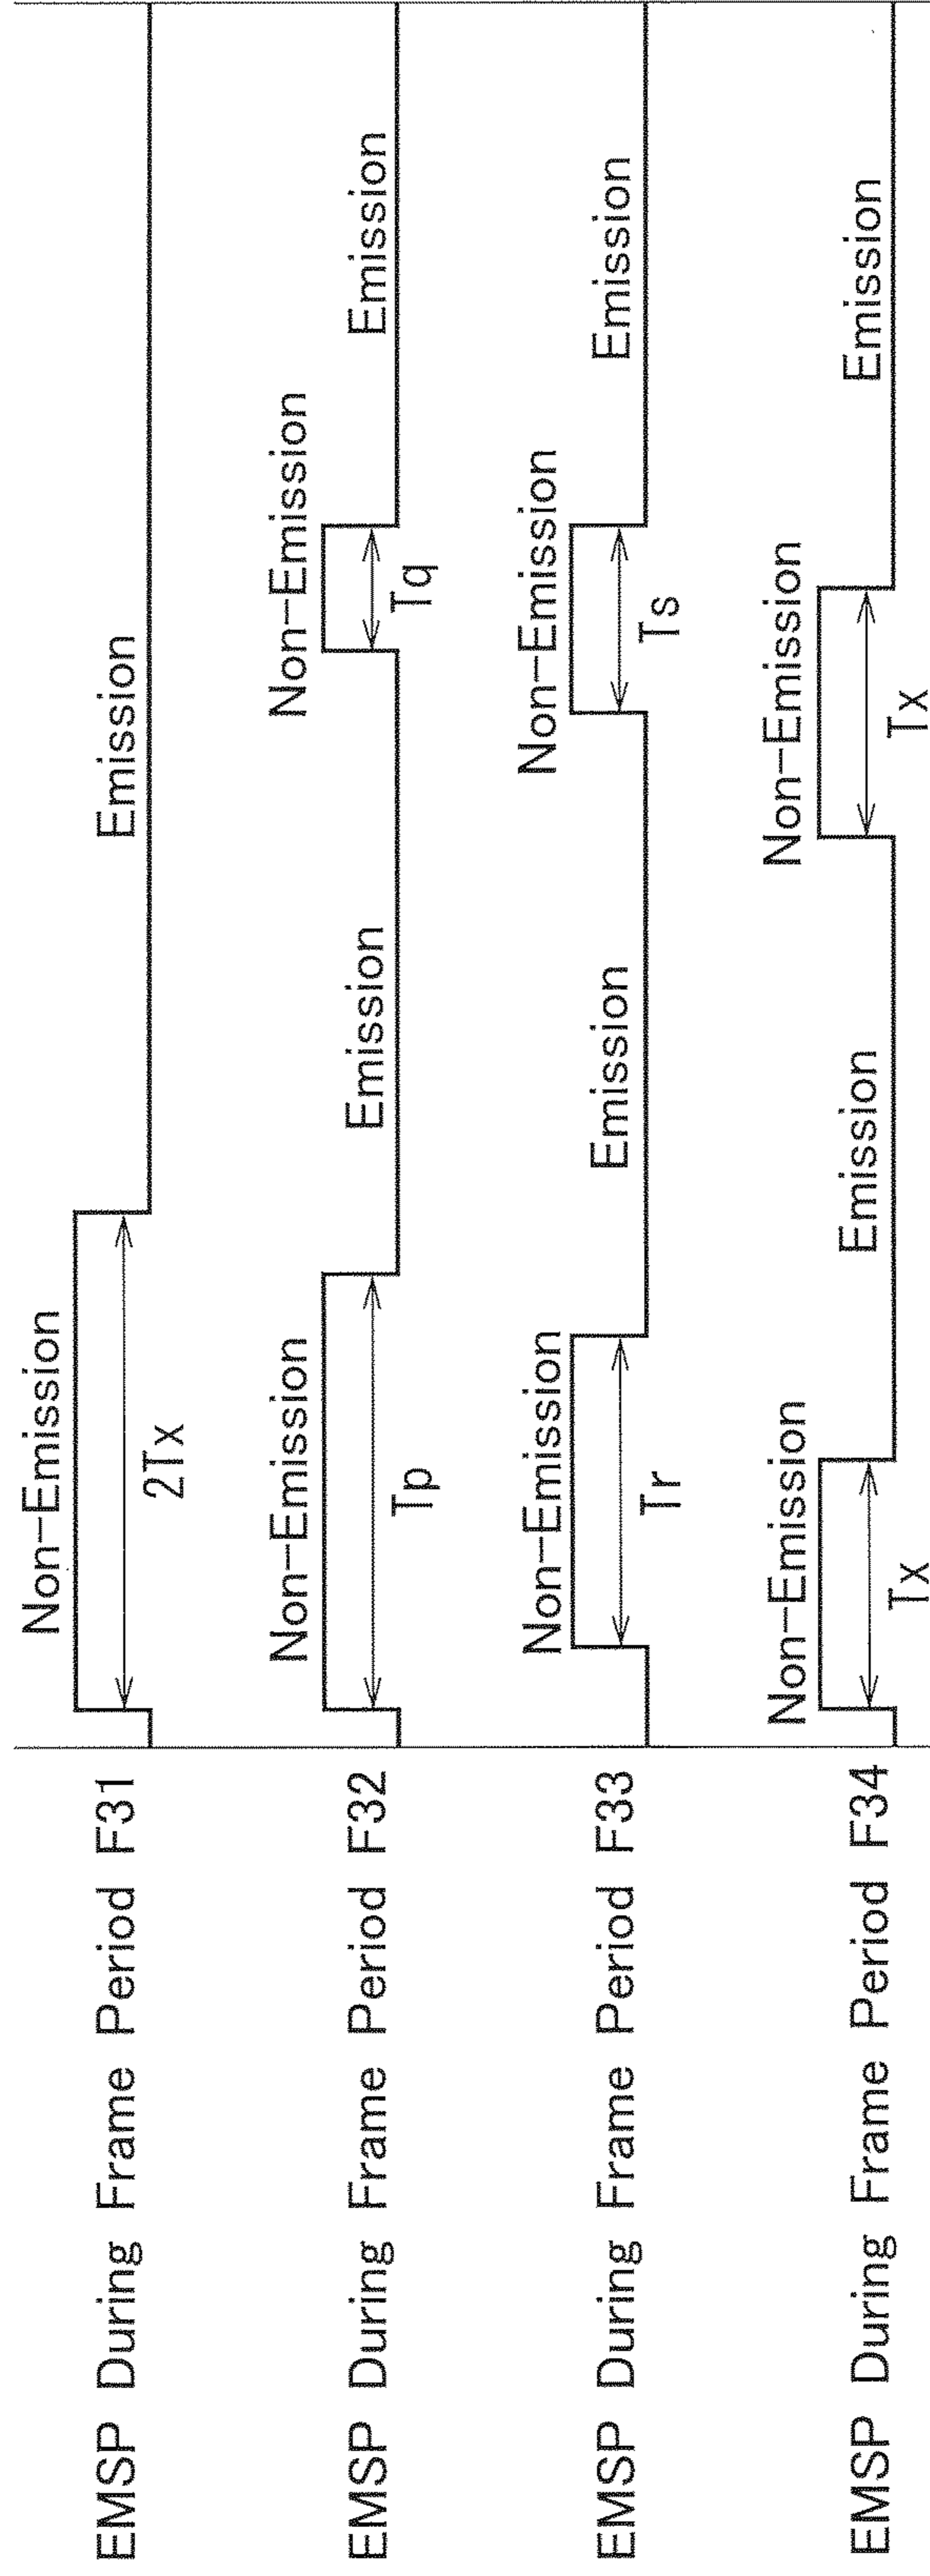 EMSP During Frame Period F31
Non-Emission
2Tx
Emission
EMSP During Frame Period F32
Non-Emission
Tp
Emission
Non-Emission
Tq
Emission
EMSP During Frame Period F33
Non-Emission
Tr
Emission
Non-Emission
Ts
Emission
EMSP During Frame Period F34
Non-Emission
Tx
Emission
Non-Emission
Tx
Emission